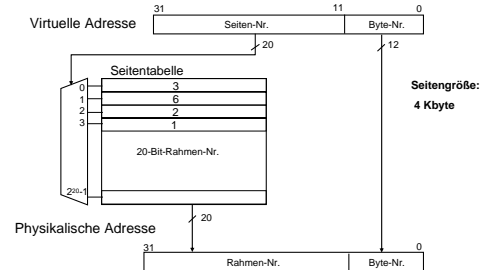 31 11 0
Virtuelle Adresse Seiten-Nr. Byte-Nr.
20 12
Seitentabelle
0 3
1 6
2 2
3 1
Seitengröße:
4 Kbyte
20-Bit-Rahmen-Nr.
2²⁰-1
20
Physikalische Adresse
31 0
Rahmen-Nr. Byte-Nr.